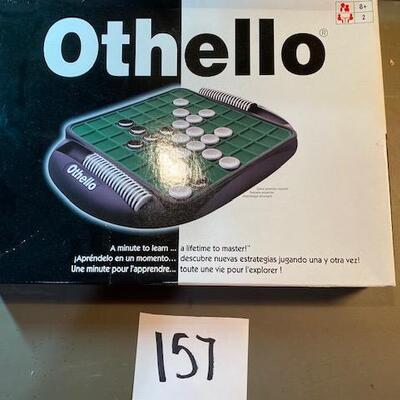 Othello®
8+
2
Othello
A minute to learn ... a lifetime to master!™
¡Apréndelo en un momento... descubre nuevas estrategias jugando una y otra vez!
Une minute pour l'apprendre... toute une vie pour l'explorer !
157